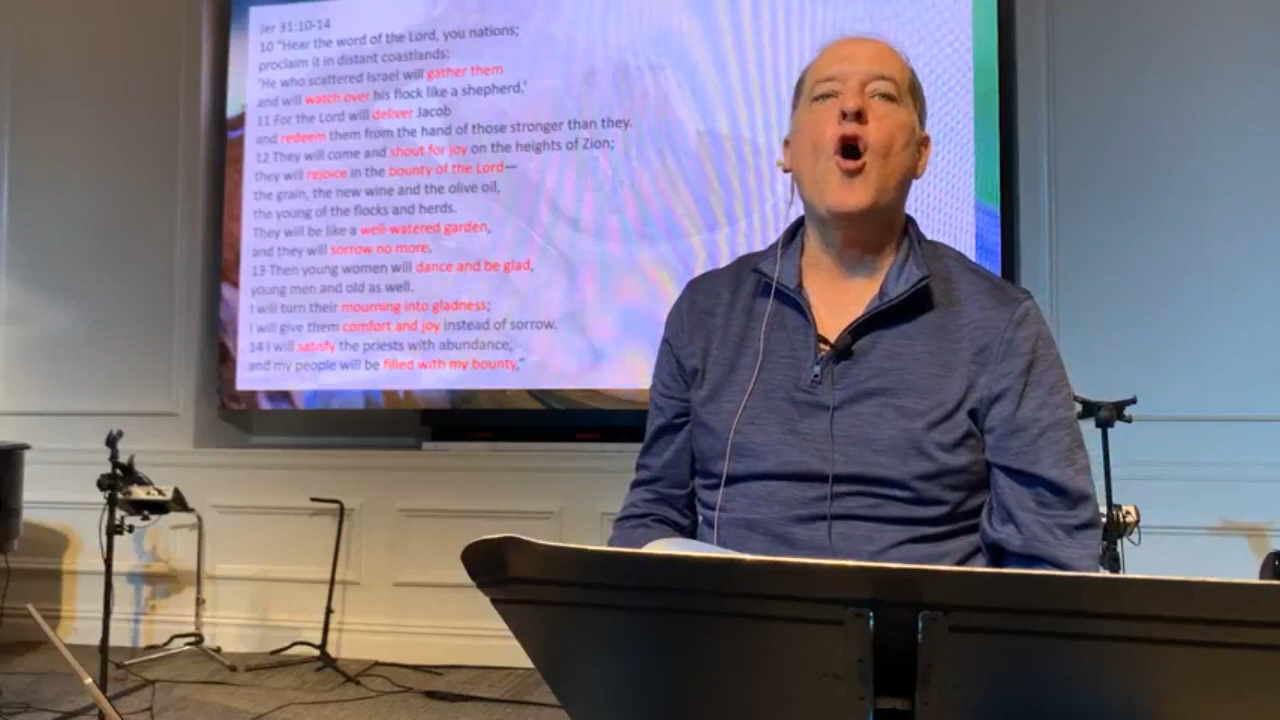 Jer 31:10-14
10 "Hear the word of the Lord, you nations;
proclaim it in distant coastlands:
'He who scattered Israel will gather them
and will watch over his flock like a shepherd.'
11 For the Lord will deliver Jacob
and redeem them from the hand of those stronger than they.
12 They will come and shout for joy on the heights of Zion;
they will rejoice in the bounty of the Lord—
the grain, the new wine and the olive oil,
the young of the flocks and herds.
They will be like a well-watered garden,
and they will sorrow no more.
13 Then young women will dance and be glad,
young men and old as well.
I will turn their mourning into gladness;
I will give them comfort and joy instead of sorrow.
14 I will satisfy the priests with abundance,
and my people will be filled with my bounty,"